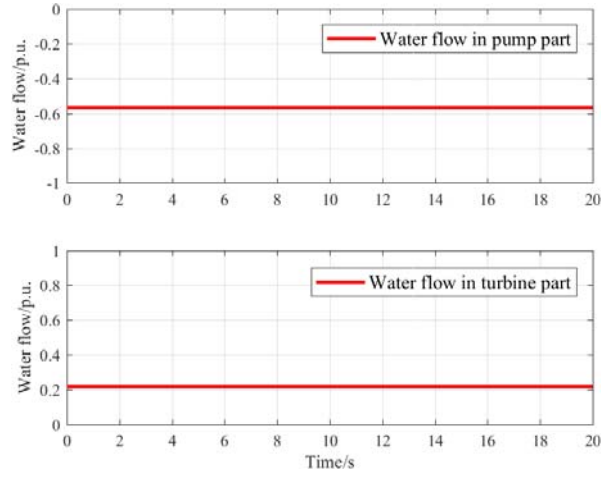 0
-0.2
-0.4
-0.6
-0.8
-1
Water flow/p.u.
Water flow in pump part
0 2 4 6 8 10 12 14 16 18 20
1
0.8
0.6
0.4
0.2
0
Water flow/p.u.
Water flow in turbine part
0 2 4 6 8 10 12 14 16 18 20
Time/s